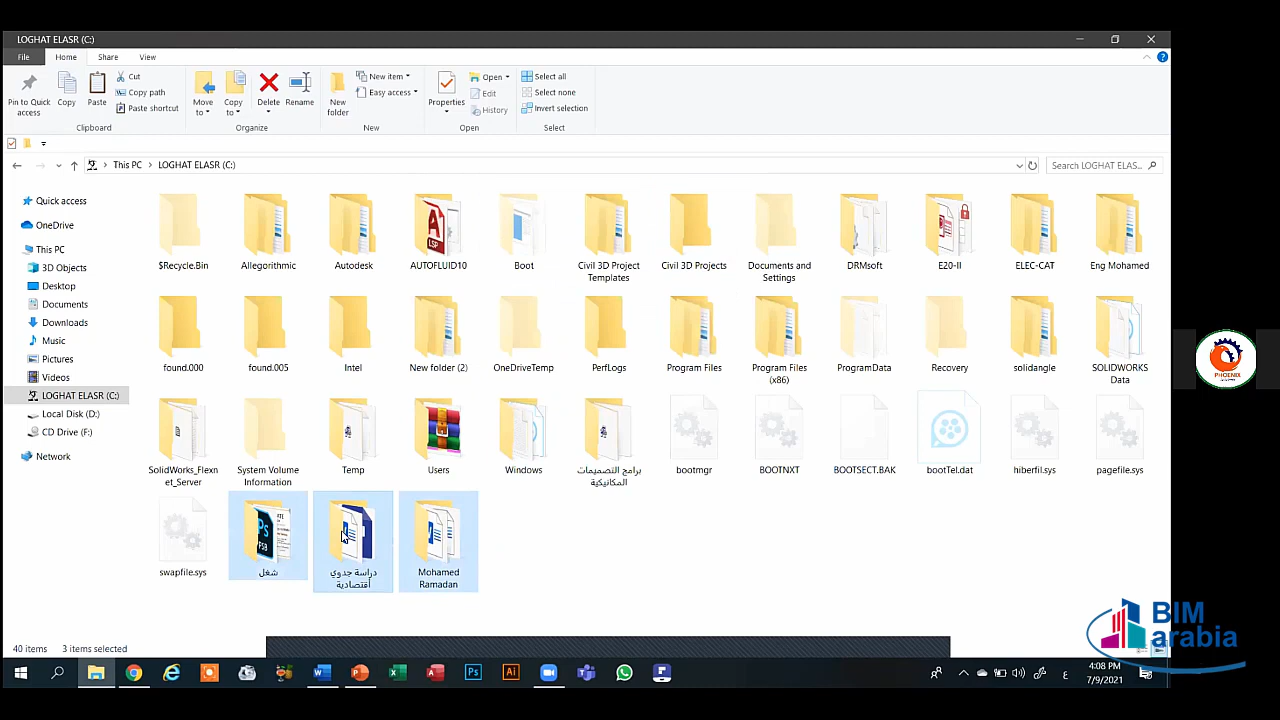 LOGHAT ELASR (C:)
File Home Share View
Pin to Quick access
Copy
Paste
Cut
Copy path
Paste shortcut
Clipboard
Move to
Copy to
Delete
Rename
Organize
New folder
New item
Easy access
New
Properties
Open
Edit
History
Open
Select all
Select none
Invert selection
Select
This PC > LOGHAT ELASR (C:)
Search LOGHAT ELAS...
Quick access
OneDrive
This PC
3D Objects
Desktop
Documents
Downloads
Music
Pictures
Videos
LOGHAT ELASR (C:)
Local Disk (D:)
CD Drive (F:)
Network
$Recycle.Bin
Allegorithmic
Autodesk
LSP
AUTOFLUID10
Boot
Civil 3D Project Templates
Civil 3D Projects
Documents and Settings
DRMsoft
E20-II
ELEC-CAT
Eng Mohamed
found.000
found.005
Intel
New folder (2)
OneDriveTemp
PerfLogs
Program Files
Program Files (x86)
ProgramData
Recovery
solidangle
SOLIDWORKS Data
SolidWorks_Flexn
et_Server
System Volume Information
Temp
Users
Windows
برامج التصميمات
المكانيكية
bootmgr
BOOTNXT
BOOTSECT.BAK
bootTel.dat
hiberfil.sys
pagefile.sys
swapfile.sys
Ps
PSB
شغل
دراسة جدوي
أقتصادية
Mohamed Ramadan
40 items 3 items selected
4:08 PM
7/9/2021
ع
PHOENIX
BIM
arabia